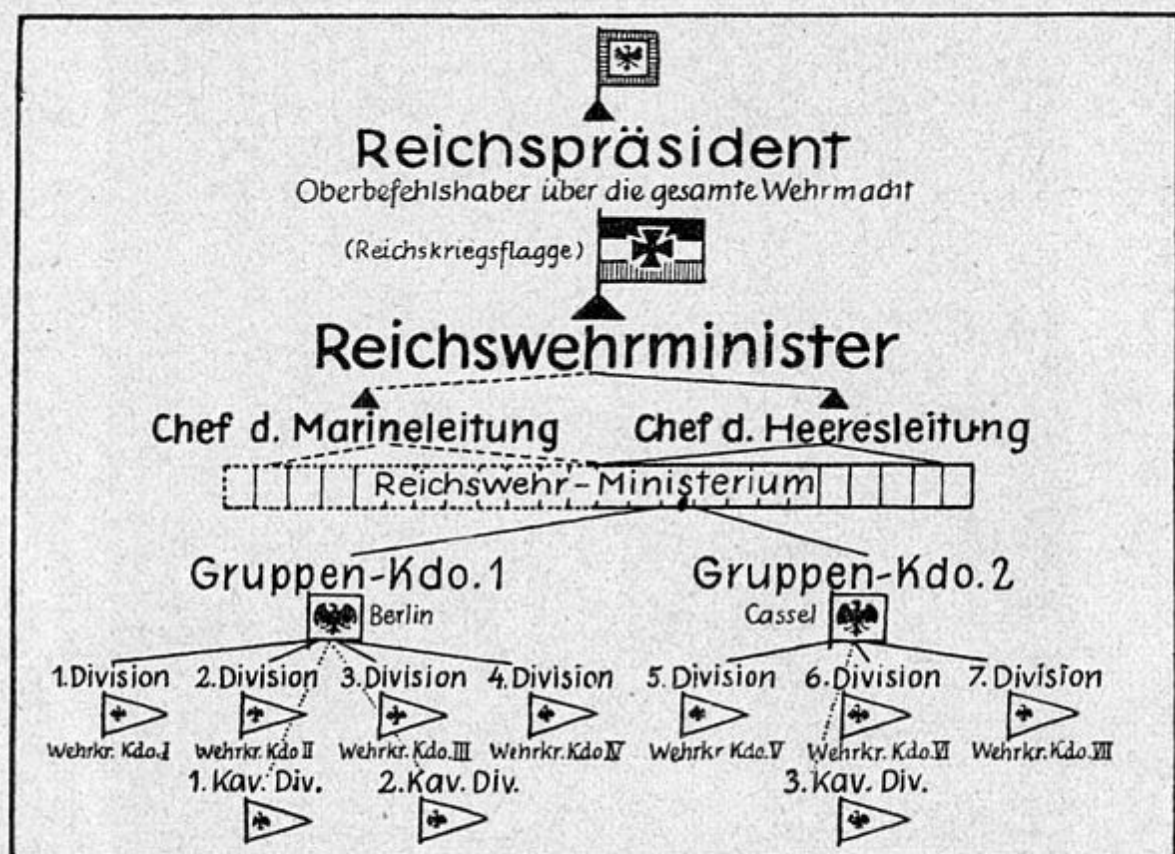 Reichspräsident
Oberbefehlshaber über die gesamte Wehrmacht
(Reichskriegsflagge)
Reichswehrminister
Chef d. Marineleitung Chef d. Heeresleitung
Reichswehr-Ministerium
Gruppen-Kdo. 1 Gruppen-Kdo. 2
Berlin Cassel
1. Division 2. Division 3. Division 4. Division 5. Division 6. Division 7. Division
Wehrkr. Kdo. I Wehrkr. Kdo II Wehrkr. Kdo. III Wehrkr. Kdo IV Wehrkr Kdo. V Wehrkr. Kdo. VI Wehrkr. Kdo. VII
1. Kav. Div. 2. Kav. Div. 3. Kav. Div.